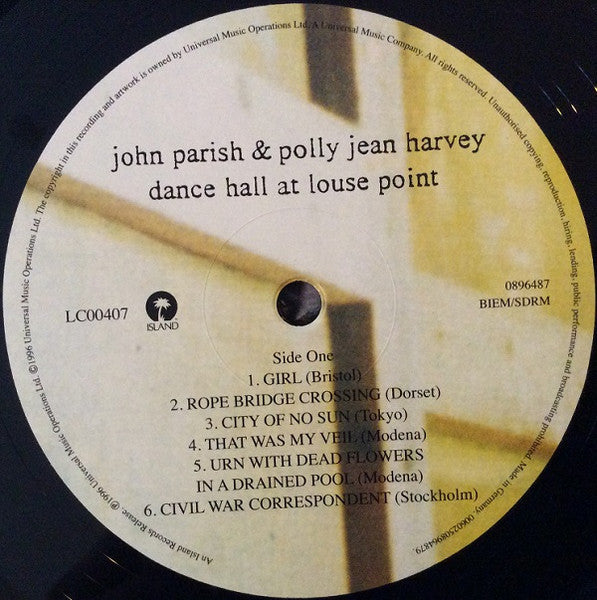 john parish & polly jean harvey
dance hall at louse point
LC00407
ISLAND
0896487
BIEM/SDRM
Side One
1. GIRL (Bristol)
2. ROPE BRIDGE CROSSING (Dorset)
3. CITY OF NO SUN (Tokyo)
4. THAT WAS MY VEIL (Modena)
5. URN WITH DEAD FLOWERS
IN A DRAINED POOL (Modena)
6. CIVIL WAR CORRESPONDENT (Stockholm)
An Island Records Release. ℗1996 Universal Music Operations Ltd. ©1996 Universal Music Operations Ltd. The copyright in this recording and artwork is owned by Universal Music Operations Ltd. A Universal Music Company. All rights reserved. Unauthorised copying, reproduction, hiring, lending, public performance and broadcasting prohibited. Made in Germany. 00602508964879